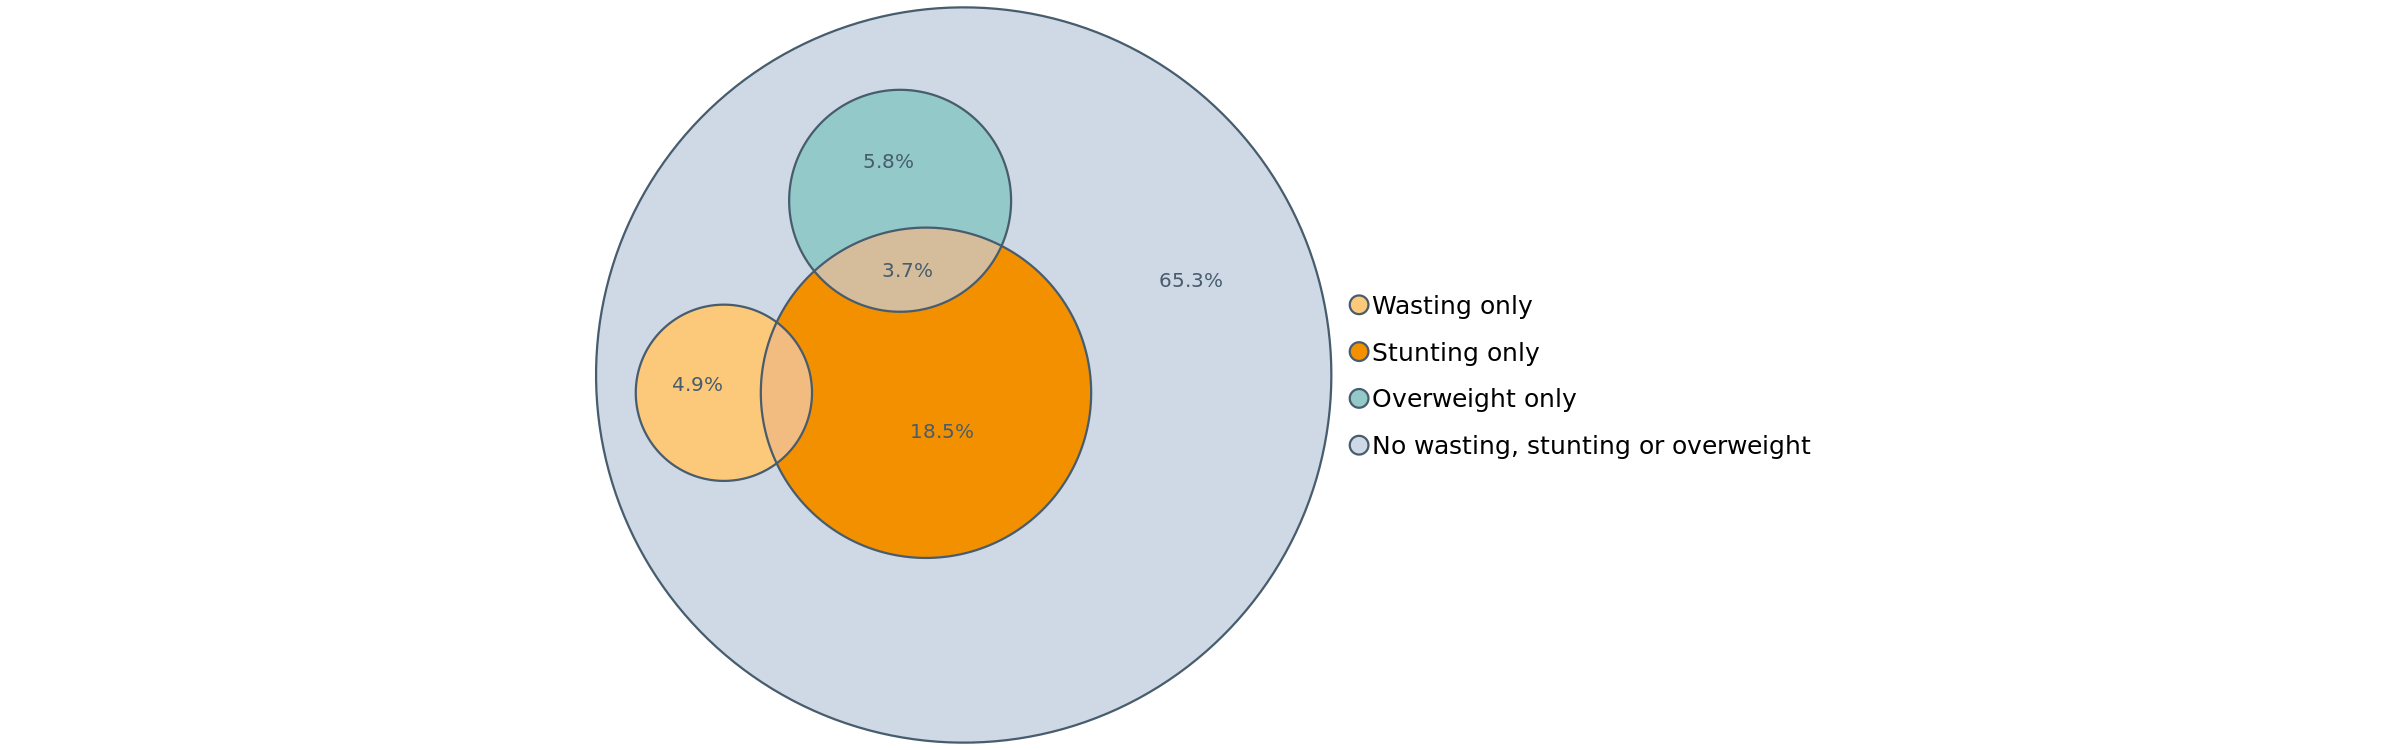 5.8%
3.7%
65.3%
4.9%
18.5%
Wasting only
Stunting only
Overweight only
No wasting, stunting or overweight